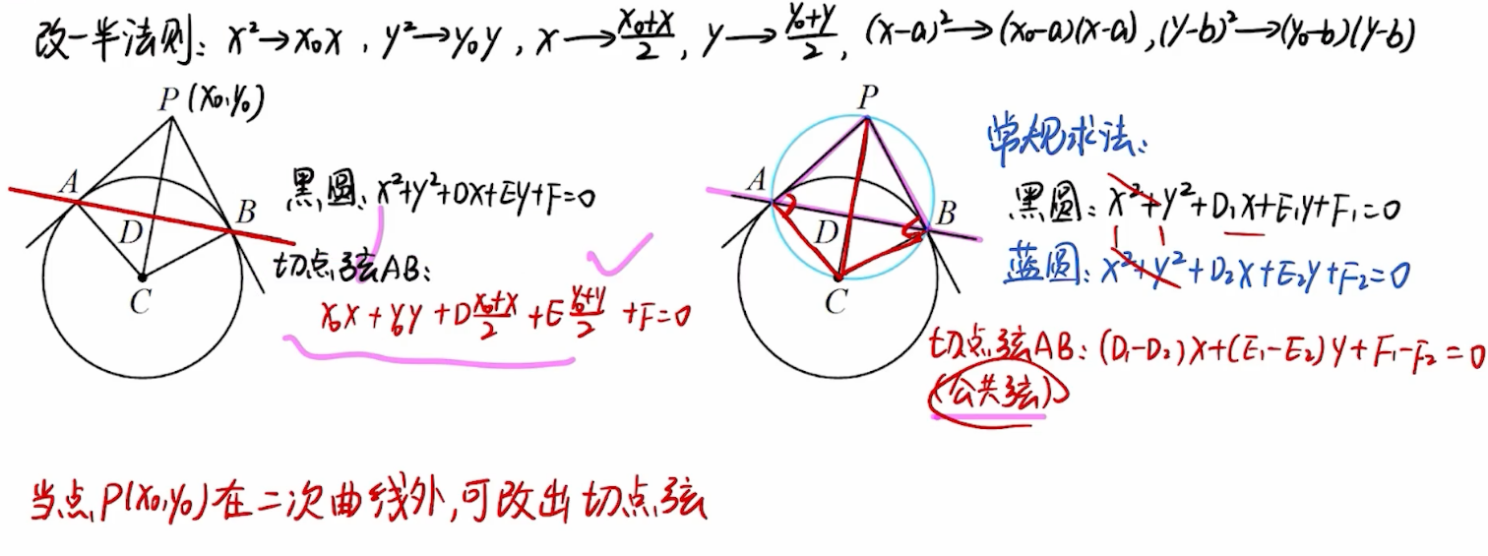 改一半法则: x²→x₀x, y²→y₀y, x→(x₀+x)/2, y→(y₀+y)/2, (x-a)²→(x₀-a)(x-a), (y-b)²→(y₀-b)(y-b)
P (x₀,y₀)
A
B
D
C
黑圆: x²+y²+Dx+Ey+F=0
切点弦AB:
x₀x+y₀y+D(x₀+x)/2+E(y₀+y)/2+F=0
P
A
B
D
C
常规求法:
黑圆: x²+y²+D₁x+E₁y+F₁=0
蓝圆: x²+y²+D₂x+E₂y+F₂=0
切点弦AB: (D₁-D₂)x+(E₁-E₂)y+F₁-F₂=0
(公共弦)
当点P(x₀,y₀)在二次曲线外,可改出切点弦